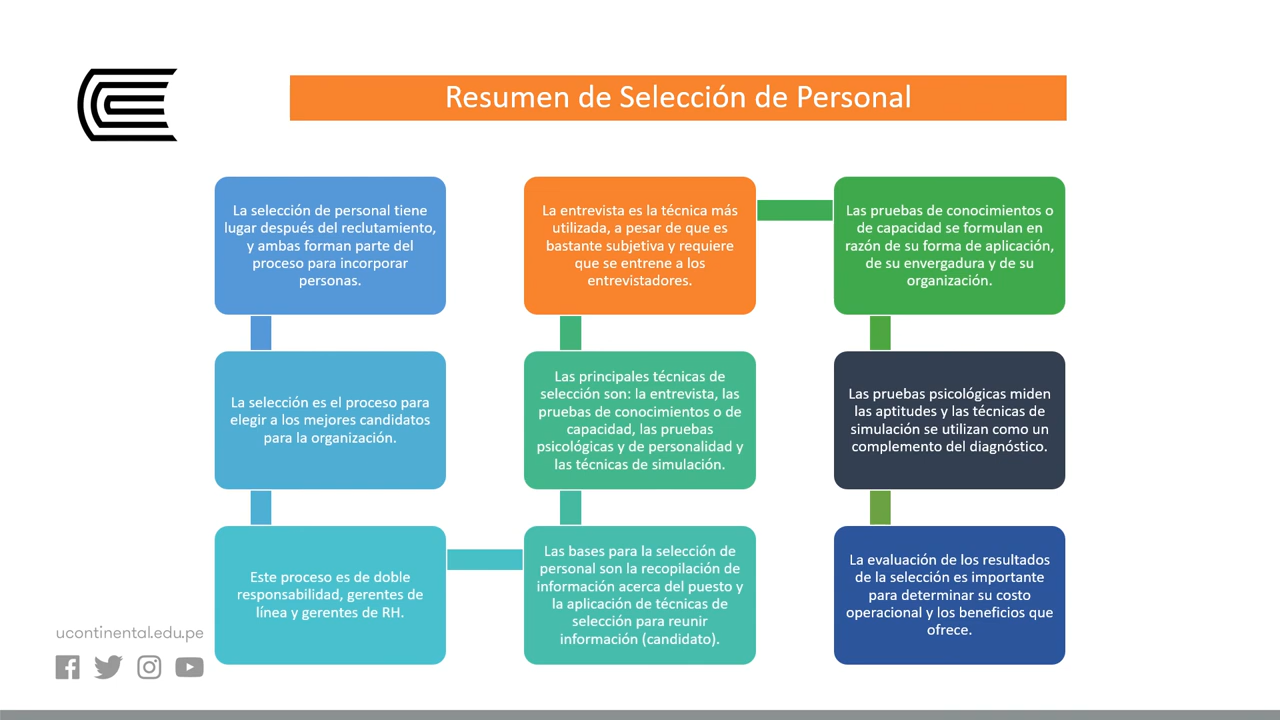 Resumen de Selección de Personal
La selección de personal tiene
lugar después del reclutamiento,
y ambas forman parte del
proceso para incorporar
personas.
La selección es el proceso para
elegir a los mejores candidatos
para la organización.
Este proceso es de doble
responsabilidad, gerentes de
línea y gerentes de RH.
Las bases para la selección de
personal son la recopilación de
información acerca del puesto y
la aplicación de técnicas de
selección para reunir
información (candidato).
Las principales técnicas de
selección son: la entrevista, las
pruebas de conocimientos o de
capacidad, las pruebas
psicológicas y de personalidad y
las técnicas de simulación.
La entrevista es la técnica más
utilizada, a pesar de que es
bastante subjetiva y requiere
que se entrene a los
entrevistadores.
Las pruebas de conocimientos o
de capacidad se formulan en
razón de su forma de aplicación,
de su envergadura y de su
organización.
Las pruebas psicológicas miden
las aptitudes y las técnicas de
simulación se utilizan como un
complemento del diagnóstico.
La evaluación de los resultados
de la selección es importante
para determinar su costo
operacional y los beneficios que
ofrece.
ucontinental.edu.pe